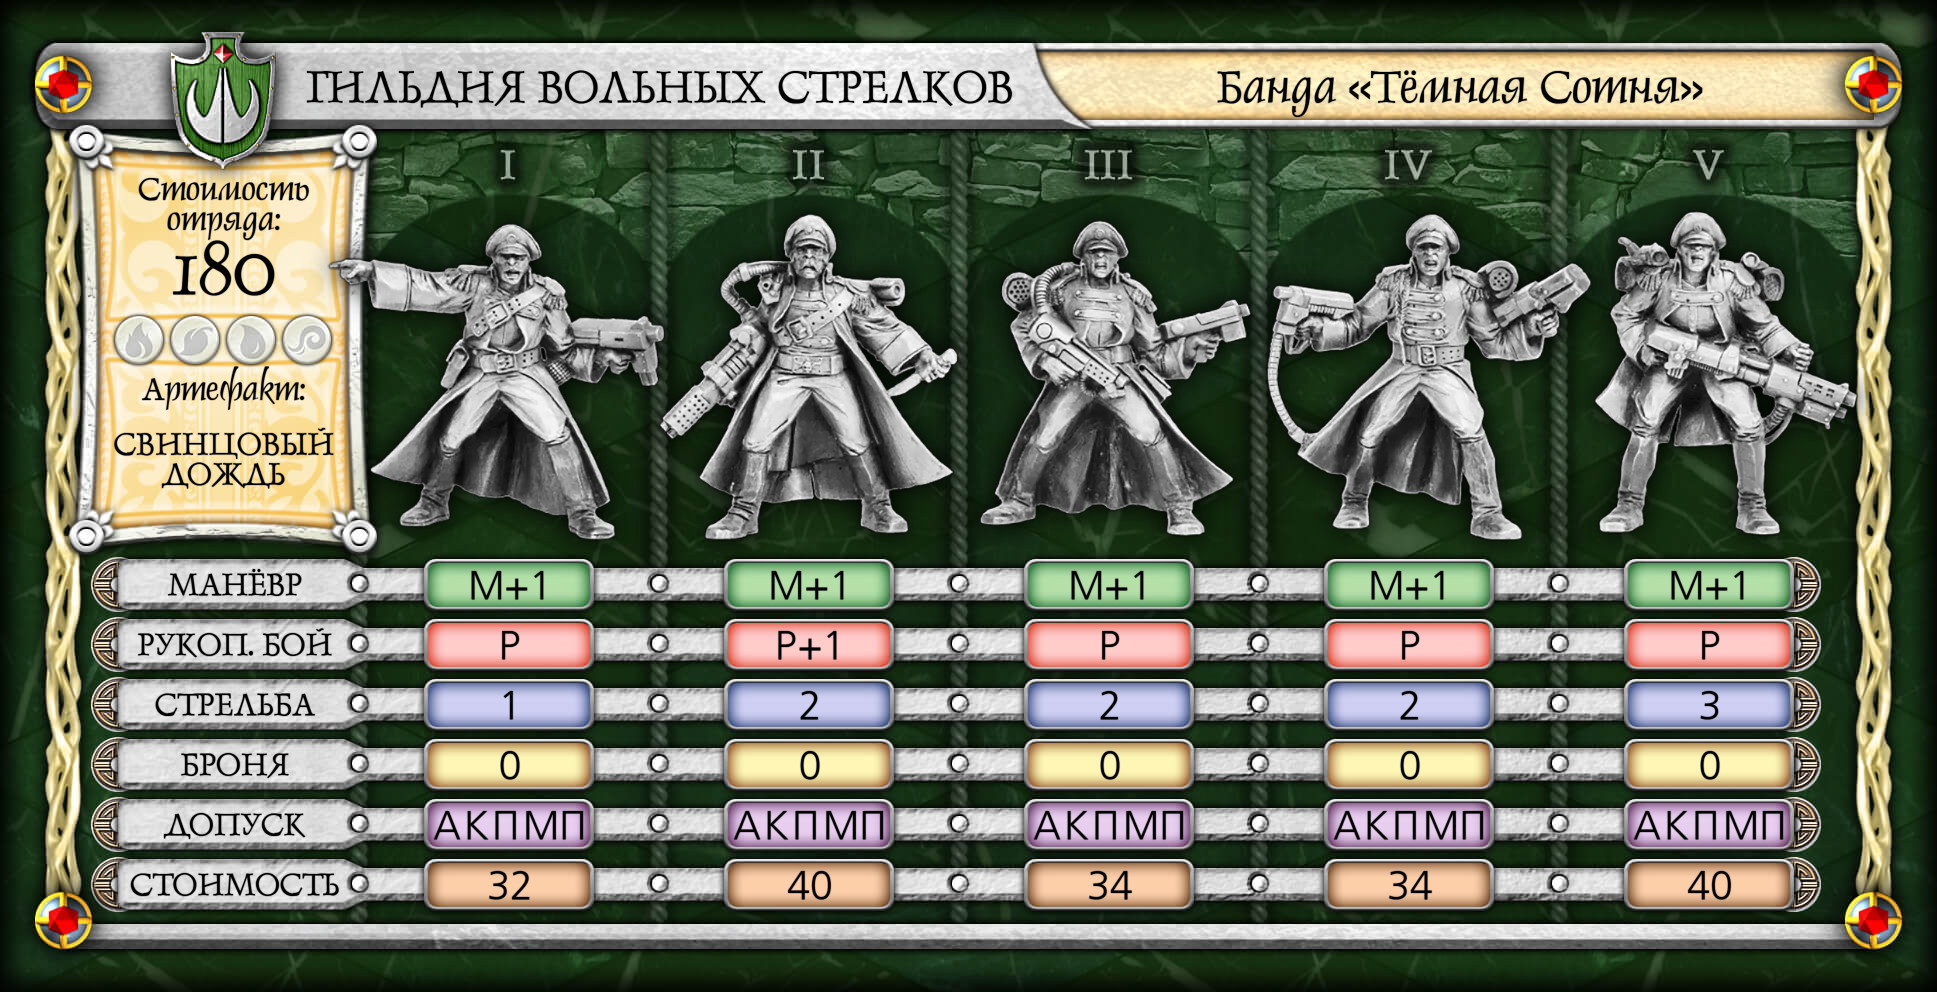 ГИЛЬДИЯ ВОЛЬНЫХ СТРЕЛКОВ
Банда «Тёмная Сотня»
Стоимость
отряда:
180
Артефакт:
СВИНЦОВЫЙ
ДОЖДЬ
I II III IV V
МАНЁВР М+1 М+1 М+1 М+1 М+1
РУКОП. БОЙ Р Р+1 Р Р Р
СТРЕЛЬБА 1 2 2 2 3
БРОНЯ 0 0 0 0 0
ДОПУСК АКПМП АКПМП АКПМП АКПМП АКПМП
СТОИМОСТЬ 32 40 34 34 40